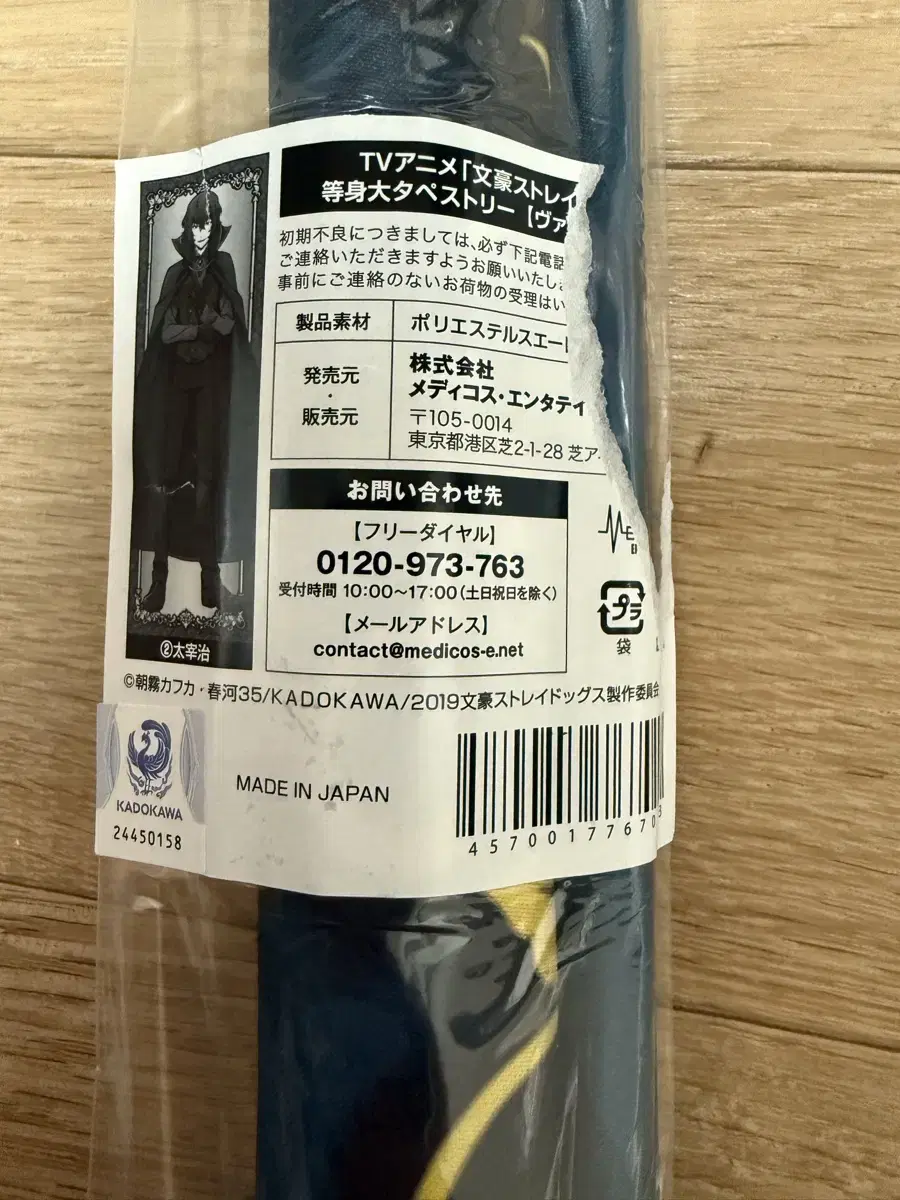 TVアニメ「文豪ストレイ
等身大タペストリー【ヴァ
初期不良につきましては、必ず下記電話
ご連絡いただきますようお願いいたしま
事前にご連絡のないお荷物の受理はい
製品素材 ポリエステルスエー
発売元・販売元
株式会社
メディコス・エンタテイ
〒105-0014
東京都港区芝2-1-28 芝ア
お問い合わせ先
【フリーダイヤル】
0120-973-763
受付時間 10:00〜17:00(土日祝日を除く)
【メールアドレス】
contact@medicos-e.net
プラ
袋
②太宰治
©朝霧カフカ・春河35/KADOKAWA/2019文豪ストレイドッグス製作委員会
KADOKAWA
24450158
MADE IN JAPAN
457001776703